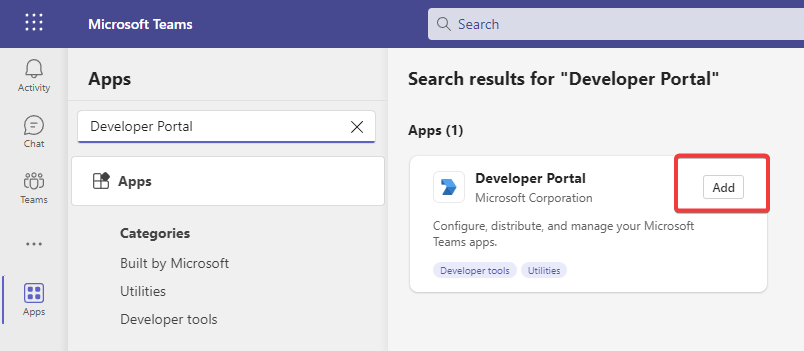 Microsoft Teams
Search
Activity
Chat
Teams
Apps
Apps
Developer Portal
Apps
Categories
Built by Microsoft
Utilities
Developer tools
Search results for "Developer Portal"
Apps (1)
Developer Portal
Microsoft Corporation
Add
Configure, distribute, and manage your Microsoft
Teams apps.
Developer tools
Utilities